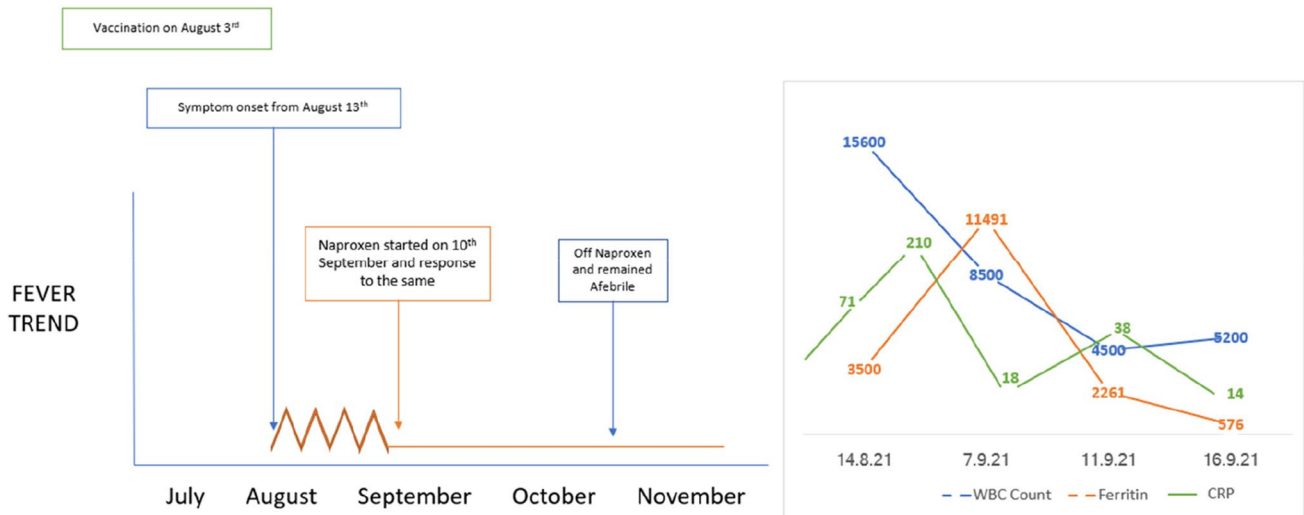 Vaccination on August 3rd
Symptom onset from August 13th
Naproxen started on 10th
September and response
to the same
Off Naproxen
and remained
Afebrile
FEVER
TREND
July August September October November
15600
11491
210
71
8500
38
5200
4500
3500
18
2261
14
576
14.8.21 7.9.21 11.9.21 16.9.21
WBC Count Ferritin CRP